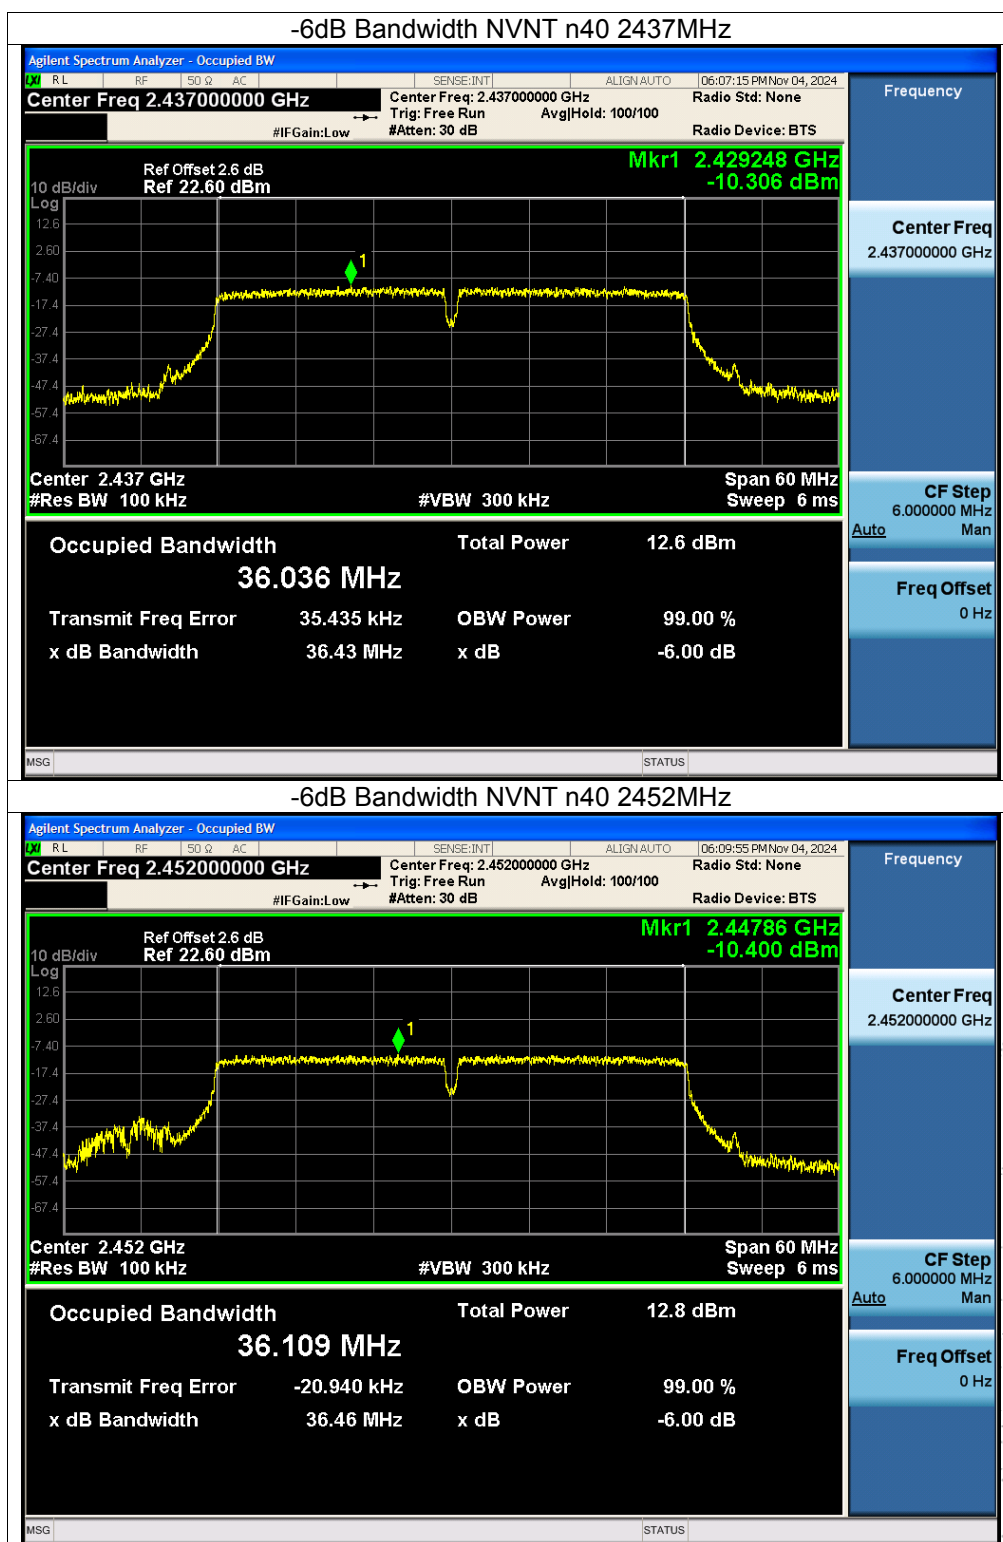 -6dB Bandwidth NVNT n40 2437MHz
Agilent Spectrum Analyzer - Occupied BW
LXI RL RF 50 Ω AC SENSE:INT ALIGN AUTO 06:07:15 PM Nov 04, 2024
Center Freq 2.437000000 GHz Center Freq: 2.437000000 GHz Radio Std: None Frequency
Trig: Free Run Avg|Hold: 100/100
#IFGain:Low #Atten: 30 dB Radio Device: BTS
Mkr1 2.429248 GHz
Ref Offset 2.6 dB
10 dB/div Ref 22.60 dBm -10.306 dBm
Log
12.6
2.60
-7.40
-17.4
-27.4
-37.4
-47.4
-57.4
-67.4
1
Center Freq
2.437000000 GHz
Center 2.437 GHz Span 60 MHz
#Res BW 100 kHz #VBW 300 kHz Sweep 6 ms
CF Step
6.000000 MHz
Auto Man
Occupied Bandwidth Total Power 12.6 dBm
36.036 MHz
Freq Offset
0 Hz
Transmit Freq Error 35.435 kHz OBW Power 99.00 %
x dB Bandwidth 36.43 MHz x dB -6.00 dB
MSG STATUS
-6dB Bandwidth NVNT n40 2452MHz
Agilent Spectrum Analyzer - Occupied BW
LXI RL RF 50 Ω AC SENSE:INT ALIGN AUTO 06:09:55 PM Nov 04, 2024
Center Freq 2.452000000 GHz Center Freq: 2.452000000 GHz Radio Std: None Frequency
Trig: Free Run Avg|Hold: 100/100
#IFGain:Low #Atten: 30 dB Radio Device: BTS
Mkr1 2.44786 GHz
Ref Offset 2.6 dB
10 dB/div Ref 22.60 dBm -10.400 dBm
Log
12.6
2.60
-7.40
-17.4
-27.4
-37.4
-47.4
-57.4
-67.4
1
Center Freq
2.452000000 GHz
Center 2.452 GHz Span 60 MHz
#Res BW 100 kHz #VBW 300 kHz Sweep 6 ms
CF Step
6.000000 MHz
Auto Man
Occupied Bandwidth Total Power 12.8 dBm
36.109 MHz
Freq Offset
0 Hz
Transmit Freq Error -20.940 kHz OBW Power 99.00 %
x dB Bandwidth 36.46 MHz x dB -6.00 dB
MSG STATUS